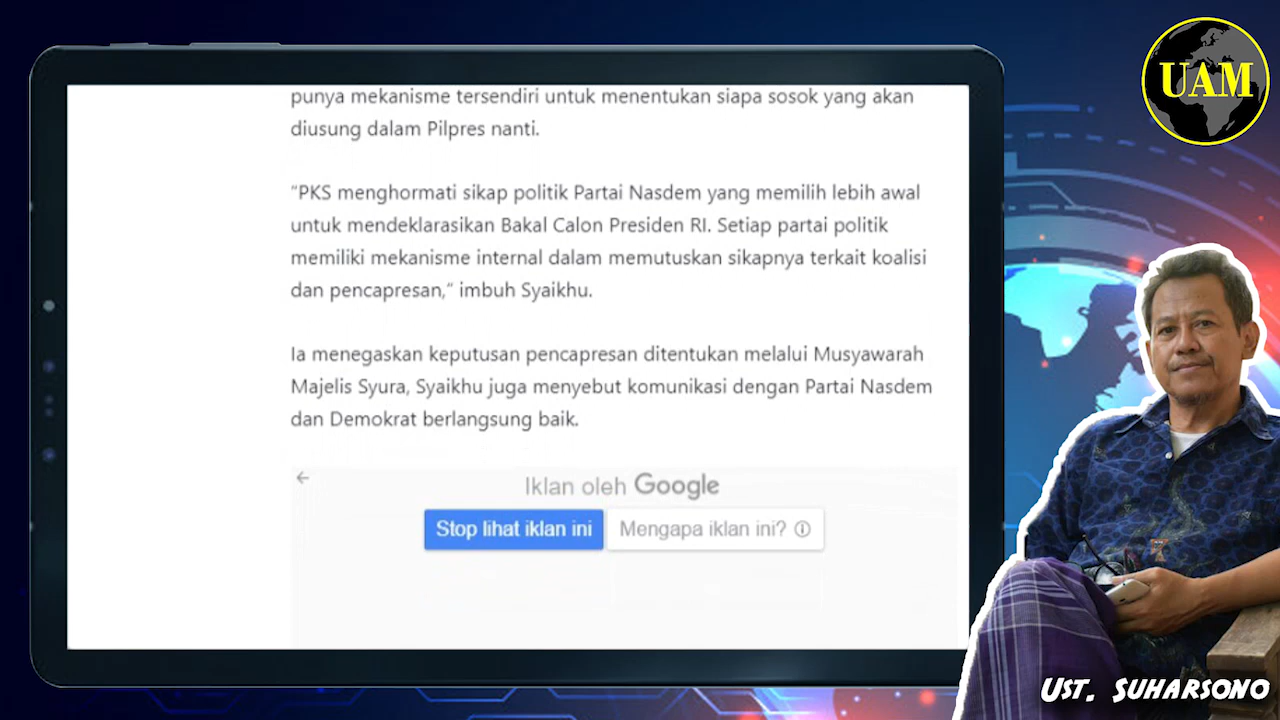 UAM
punya mekanisme tersendiri untuk menentukan siapa sosok yang akan
diusung dalam Pilpres nanti.
“PKS menghormati sikap politik Partai Nasdem yang memilih lebih awal
untuk mendeklarasikan Bakal Calon Presiden RI. Setiap partai politik
memiliki mekanisme internal dalam memutuskan sikapnya terkait koalisi
dan pencapresan,” imbuh Syaikhu.
Ia menegaskan keputusan pencapresan ditentukan melalui Musyawarah
Majelis Syura, Syaikhu juga menyebut komunikasi dengan Partai Nasdem
dan Demokrat berlangsung baik.
Iklan oleh Google
Stop lihat iklan ini
Mengapa iklan ini?
UST. SUHARSONO